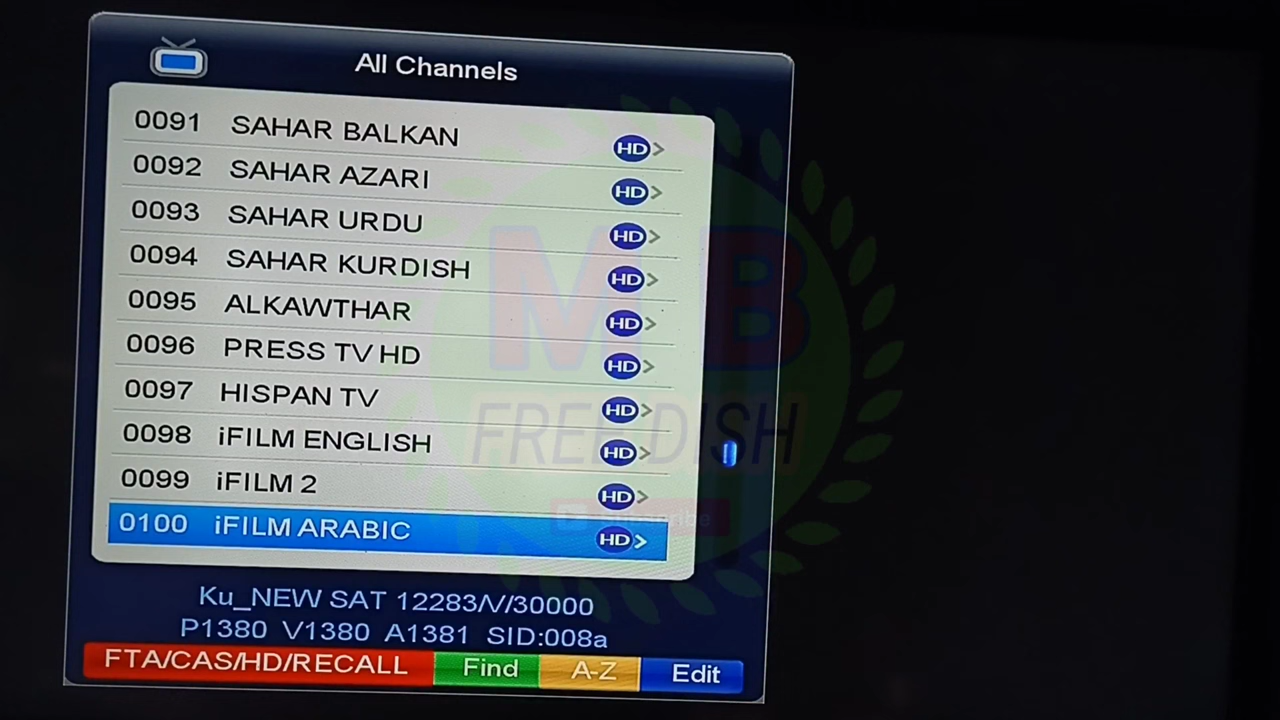 All Channels
0091 SAHAR BALKAN HD >
0092 SAHAR AZARI HD >
0093 SAHAR URDU HD >
0094 SAHAR KURDISH HD >
0095 ALKAWTHAR HD >
0096 PRESS TV HD HD >
0097 HISPAN TV HD >
0098 iFILM ENGLISH HD >
0099 iFILM 2 HD >
0100 iFILM ARABIC HD >
Ku_NEW SAT 12283/V/30000
P1380 V1380 A1381 SID:008a
FTA/CAS/HD/RECALL Find A-Z Edit
MB
FREE DISH